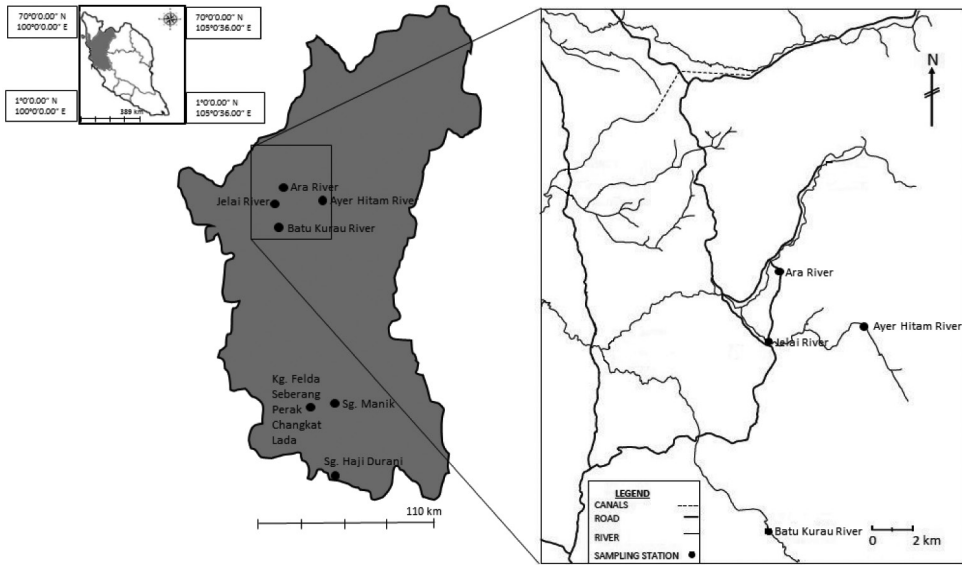 70°0'0.00" N
100°0'0.00" E
70°0'0.00" N
105°0'36.00" E
1°0'0.00" N
100°0'0.00" E
389 km
1°0'0.00" N
105°0'36.00" E
Ara River
Jelai River
Ayer Hitam River
Batu Kurau River
Kg. Felda
Seberang
Perak
Changkat
Lada
Sg. Manik
Sg. Haji Durani
110 km
N
Ara River
Ayer Hitam River
Jelai River
Batu Kurau River
LEGEND
CANALS
ROAD
RIVER
SAMPLING STATION
0 2 km